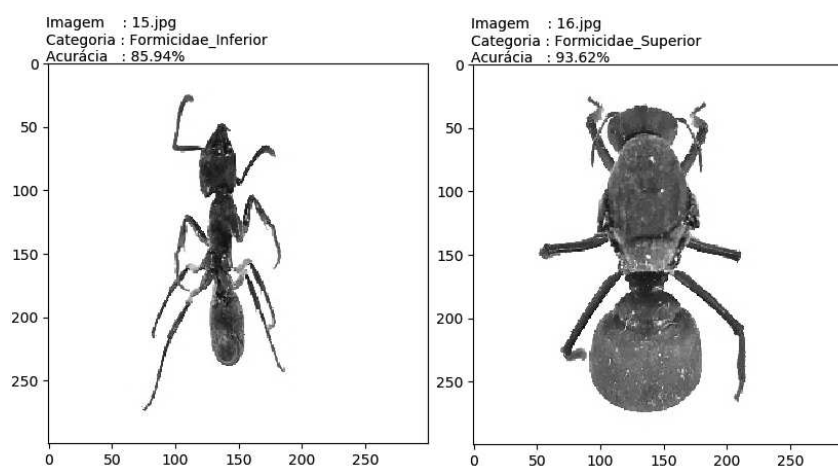 Imagem : 15.jpg
Categoria : Formicidae_Inferior
Acurácia : 85.94%
0
50
100
150
200
250
0 50 100 150 200 250
Imagem : 16.jpg
Categoria : Formicidae_Superior
Acurácia : 93.62%
0
50
100
150
200
250
0 50 100 150 200 250